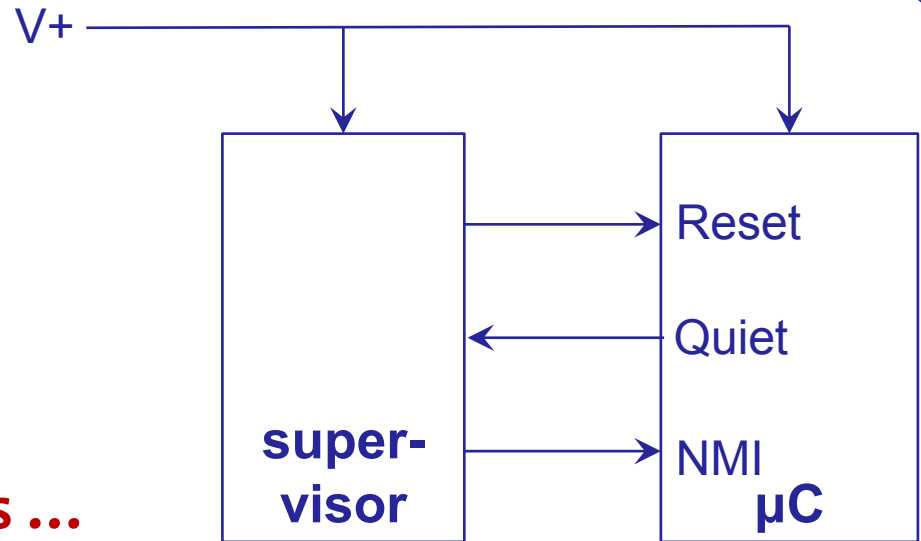 V+
Reset
Quiet
super-
visor
NMI
µC
s ...